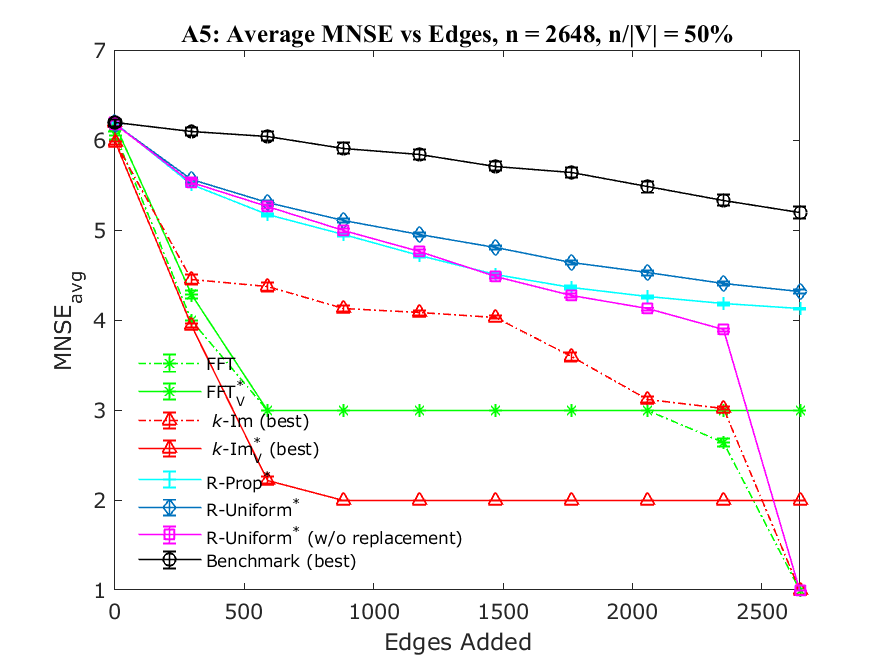 A5: Average MNSE vs Edges, n = 2648, n/|V| = 50%
7
6
5
4
3
2
1
MNSE_avg
FFT
FFT*_V
k-Im (best)
k-Im*_V (best)
R-Prop*
R-Uniform*
R-Uniform* (w/o replacement)
Benchmark (best)
0 500 1000 1500 2000 2500
Edges Added